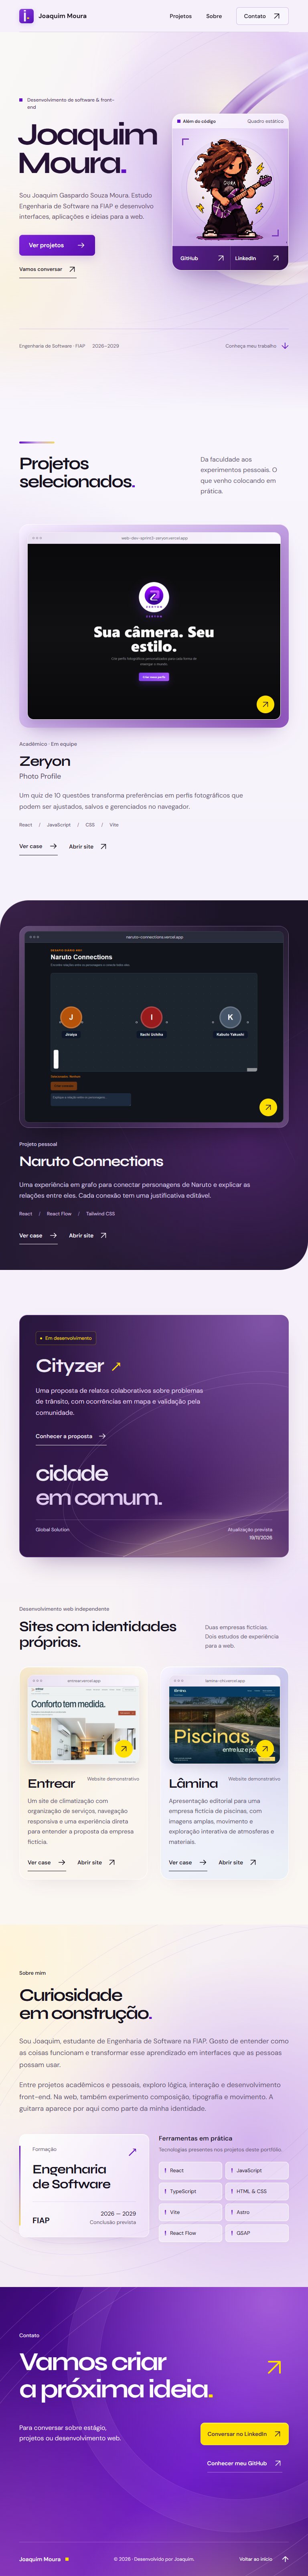 Joaquim Moura
Projetos
Sobre
Contato
Desenvolvimento de software & front-
end
Joaquim
Moura.
Sou Joaquim Gaspardo Souza Moura. Estudo
Engenharia de Software na FIAP e desenvolvo
interfaces, aplicações e ideias para a web.
Ver projetos
Vamos conversar
Além do código
Quadro estático
GitHub
LinkedIn
Engenharia de Software · FIAP
2026–2029
Conheça meu trabalho
Projetos
selecionados.
Da faculdade aos
experimentos pessoais. O
que venho colocando em
prática.
web-dev-sprint3-zeryon.vercel.app
ZERYON
Sua câmera. Seu
estilo.
Acadêmico · Em equipe
Zeryon
Photo Profile
Um quiz de 10 questões transforma preferências em perfis fotográficos que
podem ser ajustados, salvos e gerenciados no navegador.
React / JavaScript / CSS / Vite
Ver case
Abrir site
naruto-connections.vercel.app
Naruto Connections
J
Jiraiya
I
Itachi Uchiha
K
Kabuto Yakushi
Projeto pessoal
Naruto Connections
Uma experiência em grafo para conectar personagens de Naruto e explicar as
relações entre eles. Cada conexão tem uma justificativa editável.
React / React Flow / Tailwind CSS
Ver case
Abrir site
Em desenvolvimento
Cityzer
Uma proposta de relatos colaborativos sobre problemas
de trânsito, com ocorrências em mapa e validação pela
comunidade.
Conhecer a proposta
cidade
em comum.
Global Solution
Atualização prevista
19/11/2026
Desenvolvimento web independente
Sites com identidades
próprias.
Duas empresas fictícias.
Dois estudos de experiência
para a web.
entrear.vercel.app
Conforto tem medida.
Entrear
Website demonstrativo
Um site de climatização com
organização de serviços, navegação
responsiva e uma experiência direta
para entender a proposta da empresa
fictícia.
Ver case
Abrir site
Piscinas,
Lâmina
Website demonstrativo
Apresentação editorial para uma
empresa fictícia de piscinas, com
imagens amplas, movimento e
exploração interativa de atmosferas e
materiais.
Ver case
Abrir site
Sobre mim
Curiosidade
em construção.
Sou Joaquim, estudante de Engenharia de Software na FIAP. Gosto de entender como
as coisas funcionam e transformar esse aprendizado em interfaces que as pessoas
possam usar.
Entre projetos acadêmicos e pessoais, exploro lógica, interação e desenvolvimento
front-end. Na web, também experimento composição, tipografia e movimento. A
guitarra aparece por aqui como parte da minha identidade.
Formação
Engenharia
de Software
FIAP
2026 — 2029
Conclusão prevista
Ferramentas em prática
Tecnologias presentes nos projetos deste portfólio.
React
JavaScript
TypeScript
HTML & CSS
Vite
Astro
React Flow
GSAP
Contato
Vamos criar
a próxima ideia.
Para conversar sobre estágio,
projetos ou desenvolvimento web.
Conversar no LinkedIn
Conhecer meu GitHub
Joaquim Moura
© 2026 · Desenvolvido por Joaquim.
Voltar ao início